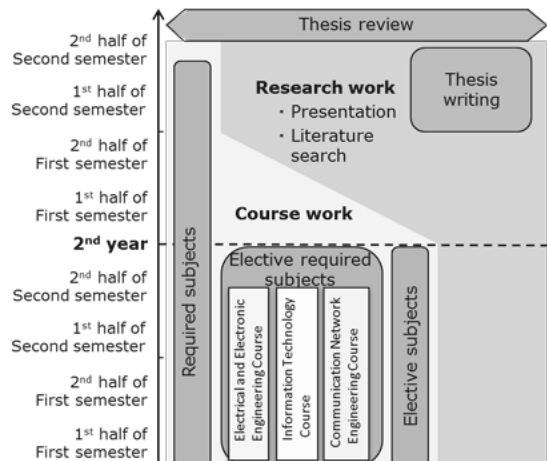 Thesis review
2nd half of
Second semester
1st half of
Second semester
2nd half of
First semester
1st half of
First semester
2nd year
2nd half of
Second semester
1st half of
Second semester
2nd half of
First semester
1st half of
First semester
Research work
· Presentation
· Literature
search
Thesis
writing
Course work
Required subjects
Elective required
subjects
Electrical and Electronic
Engineering Course
Information Technology
Course
Communication Network
Engineering Course
Elective subjects